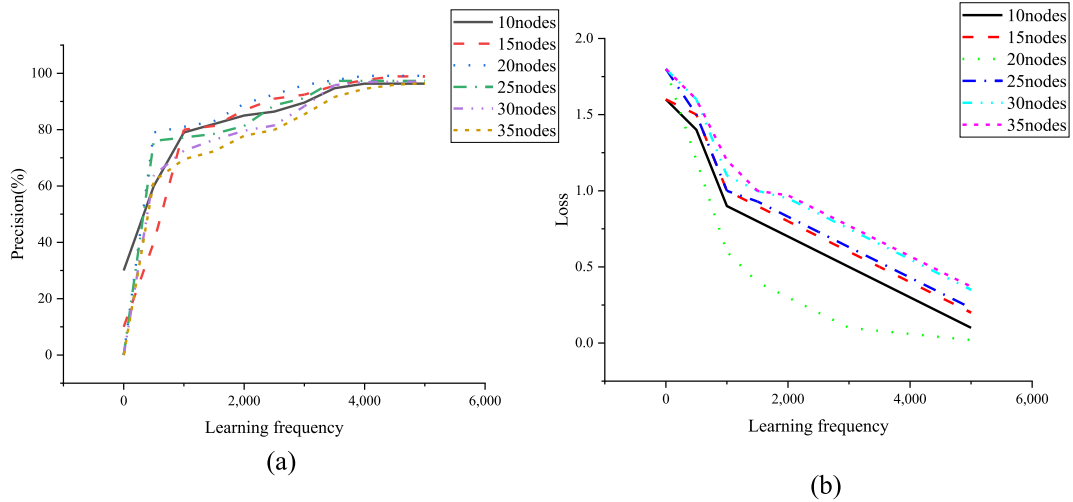 10nodes
15nodes
20nodes
25nodes
30nodes
35nodes
100
80
60
40
20
0
Precision(%)
0
2,000
4,000
6,000
Learning frequency
(a)
10nodes
15nodes
20nodes
25nodes
30nodes
35nodes
2.0
1.5
1.0
0.5
0.0
Loss
0
2,000
4,000
6,000
Learning frequency
(b)